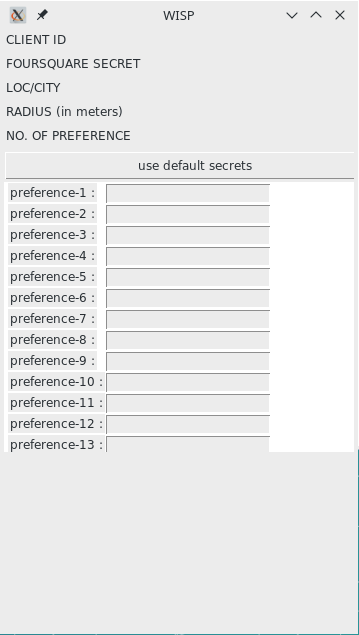 WISP
CLIENT ID
FOURSQUARE SECRET
LOC/CITY
RADIUS (in meters)
NO. OF PREFERENCE
use default secrets
preference-1 :
preference-2 :
preference-3 :
preference-4 :
preference-5 :
preference-6 :
preference-7 :
preference-8 :
preference-9 :
preference-10 :
preference-11 :
preference-12 :
preference-13 :